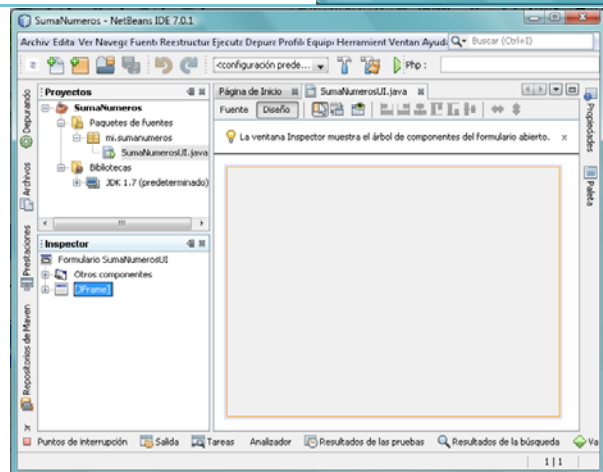 SumaNumeros - NetBeans IDE 7.0.1
Archiv Edita Ver Navega Fuente Reestructur Ejecuta Depura Profile Equipo Herramient Ventan Ayuda Buscar (Ctrl+I)
<configuración prede... Php :
Proyectos
SumaNumeros
Paquetes de fuentes
mi.sumanumeros
SumaNumerosUI.java
Bibliotecas
JDK 1.7 (predeterminado)
Inspector
Formulario SumaNumerosUI
Otros componentes
[JFrame]
Página de Inicio SumaNumerosUI.java
Fuente Diseño
La ventana Inspector muestra el árbol de componentes del formulario abierto.
Depurando
Archivos
Prestaciones
Repositorios de Maven
Propiedades
Paleta
Puntos de interrupción Salida Tareas Analizador Resultados de las pruebas Resultados de la búsqueda Va
1|1